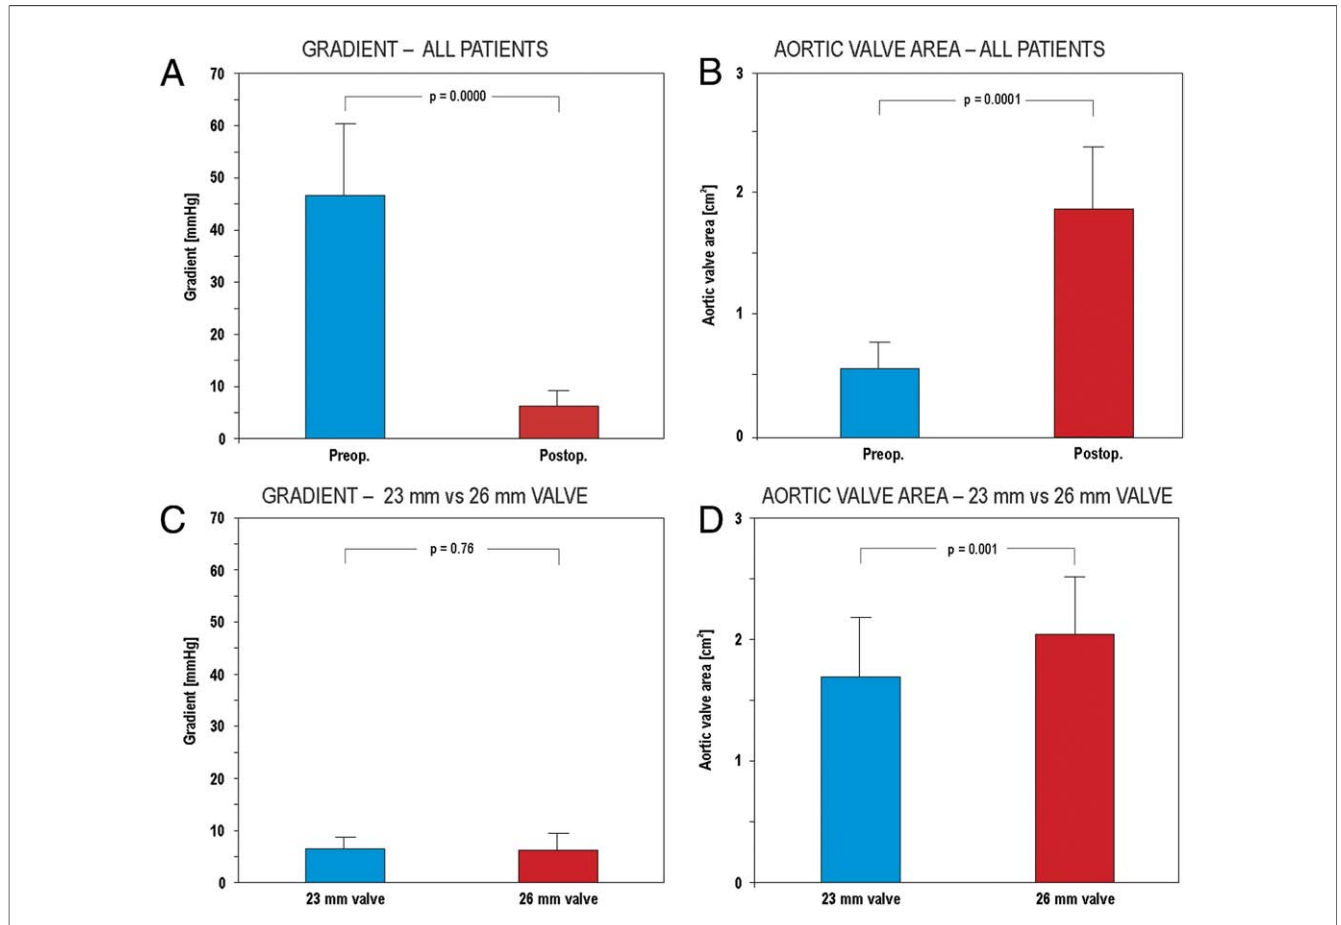 A
GRADIENT – ALL PATIENTS
70
60
50
40
30
20
10
0
Gradient [mmHg]
p = 0.0000
Preop.
Postop.
B
AORTIC VALVE AREA – ALL PATIENTS
3
2
1
0
Aortic valve area [cm²]
p = 0.0001
Preop.
Postop.
C
GRADIENT – 23 mm vs 26 mm VALVE
70
60
50
40
30
20
10
0
Gradient [mmHg]
p = 0.76
23 mm valve
26 mm valve
D
AORTIC VALVE AREA – 23 mm vs 26 mm VALVE
3
2
1
0
Aortic valve area [cm²]
p = 0.001
23 mm valve
26 mm valve